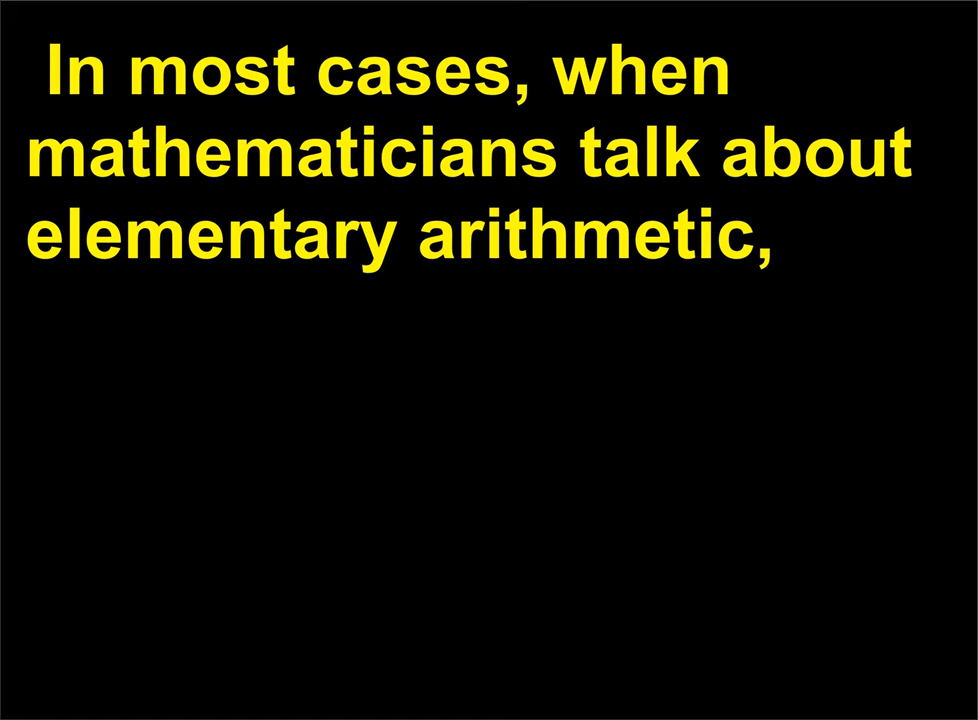 In most cases, when
mathematicians talk about
elementary arithmetic,